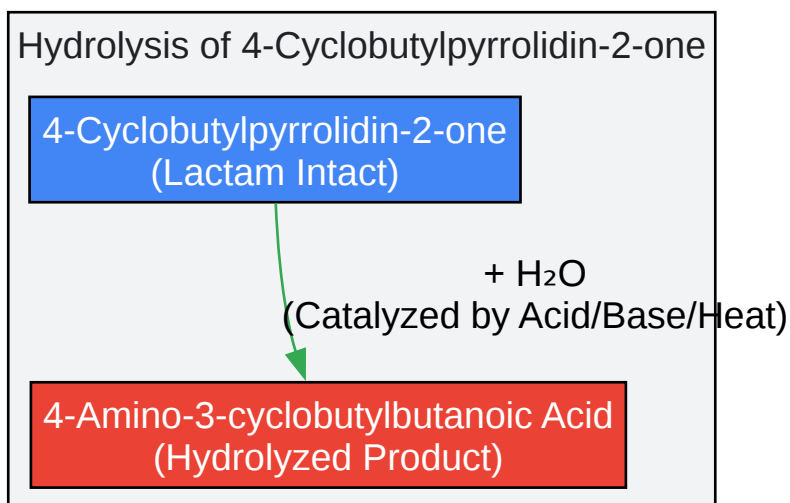 Hydrolysis of 4-Cyclobutylpyrrolidin-2-one
4-Cyclobutylpyrrolidin-2-one
(Lactam Intact)
+ H₂O
(Catalyzed by Acid/Base/Heat)
4-Amino-3-cyclobutylbutanoic Acid
(Hydrolyzed Product)